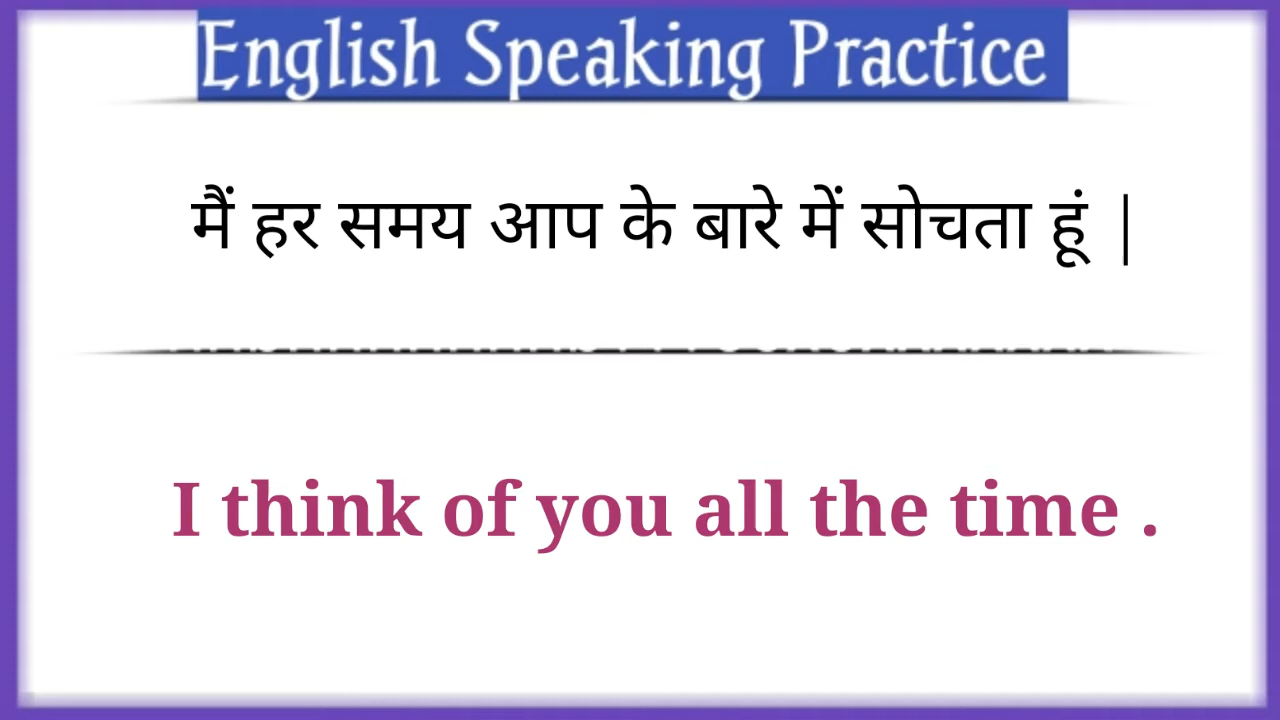 English Speaking Practice
मैं हर समय आप के बारे में सोचता हूं |
I think of you all the time .